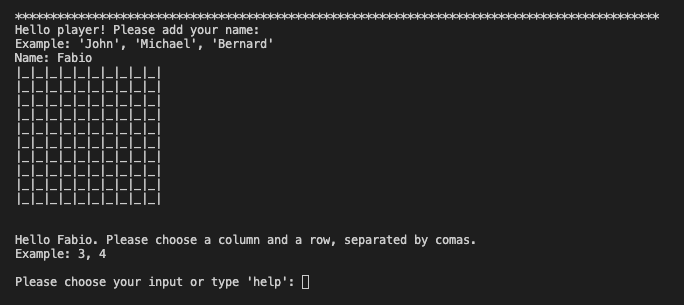 ********************************************************************************************
Hello player! Please add your name:
Example: 'John', 'Michael', 'Bernard'
Name: Fabio
|_|_|_|_|_|_|_|_|_|_|
|_|_|_|_|_|_|_|_|_|_|
|_|_|_|_|_|_|_|_|_|_|
|_|_|_|_|_|_|_|_|_|_|
|_|_|_|_|_|_|_|_|_|_|
|_|_|_|_|_|_|_|_|_|_|
|_|_|_|_|_|_|_|_|_|_|
|_|_|_|_|_|_|_|_|_|_|
|_|_|_|_|_|_|_|_|_|_|
|_|_|_|_|_|_|_|_|_|_|
Hello Fabio. Please choose a column and a row, separated by comas.
Example: 3, 4
Please choose your input or type 'help':